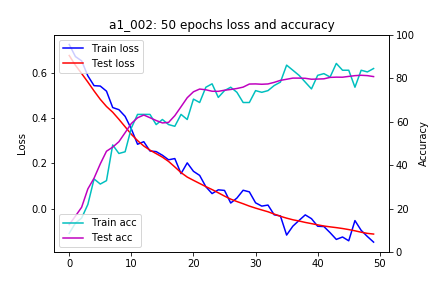 a1_002: 50 epochs loss and accuracy
Train loss
Test loss
Train acc
Test acc
Loss
Accuracy
0.6
0.4
0.2
0.0
100
80
60
40
20
0
0 10 20 30 40 50